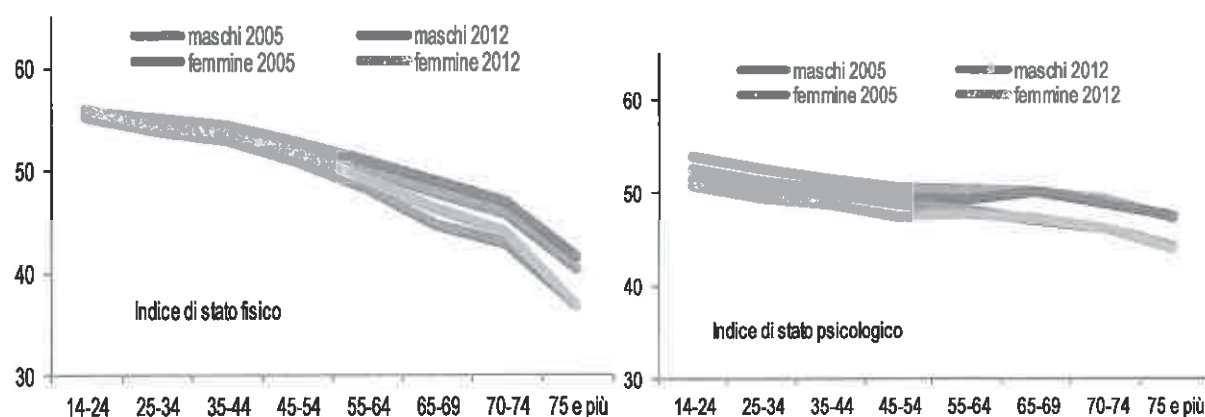 maschi 2005 maschi 2012
femmine 2005 femmine 2012
60
50
40
30
Indice di stato fisico
14-24 25-34 35-44 45-54 55-64 65-69 70-74 75 e più
maschi 2005 maschi 2012
femmine 2005 femmine 2012
60
50
40
30
Indice di stato psicologico
14-24 25-34 35-44 45-54 55-64 65-69 70-74 75 e più